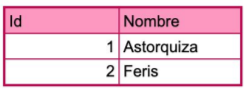 Id Nombre
1 Astorquiza
2 Feris